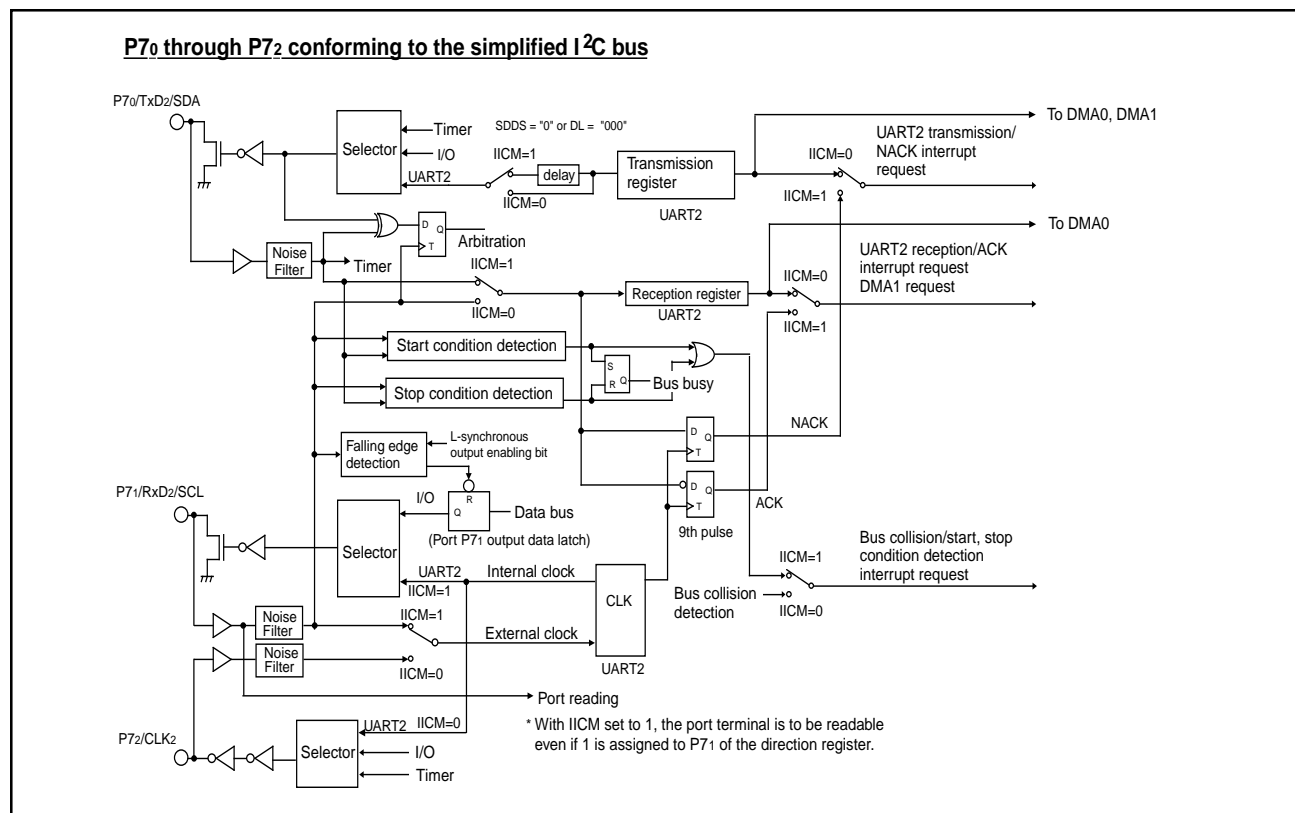 P70 through P72 conforming to the simplified I2C bus
P70/TxD2/SDA
Selector
Timer
I/O
UART2
SDDS = "0" or DL = "000"
IICM=1
delay
IICM=0
Transmission
register
UART2
To DMA0, DMA1
UART2 transmission/
NACK interrupt
request
IICM=0
IICM=1
D
Q
T
Arbitration
Noise
Filter
Timer
IICM=1
IICM=0
Reception register
UART2
To DMA0
UART2 reception/ACK
interrupt request
DMA1 request
IICM=0
IICM=1
Start condition detection
S
R
Q
Bus busy
Stop condition detection
NACK
D
Q
T
Falling edge
detection
L-synchronous
output enabling bit
D
Q
T
ACK
9th pulse
P71/RxD2/SCL
Selector
I/O
R
Q
Data bus
(Port P71 output data latch)
UART2
IICM=1
Internal clock
CLK
UART2
Bus collision/start, stop
condition detection
interrupt request
IICM=1
Bus collision
detection
IICM=0
Noise
Filter
IICM=1
External clock
Noise
Filter
IICM=0
Port reading
* With IICM set to 1, the port terminal is to be readable
even if 1 is assigned to P71 of the direction register.
P72/CLK2
Selector
UART2
IICM=0
I/O
Timer